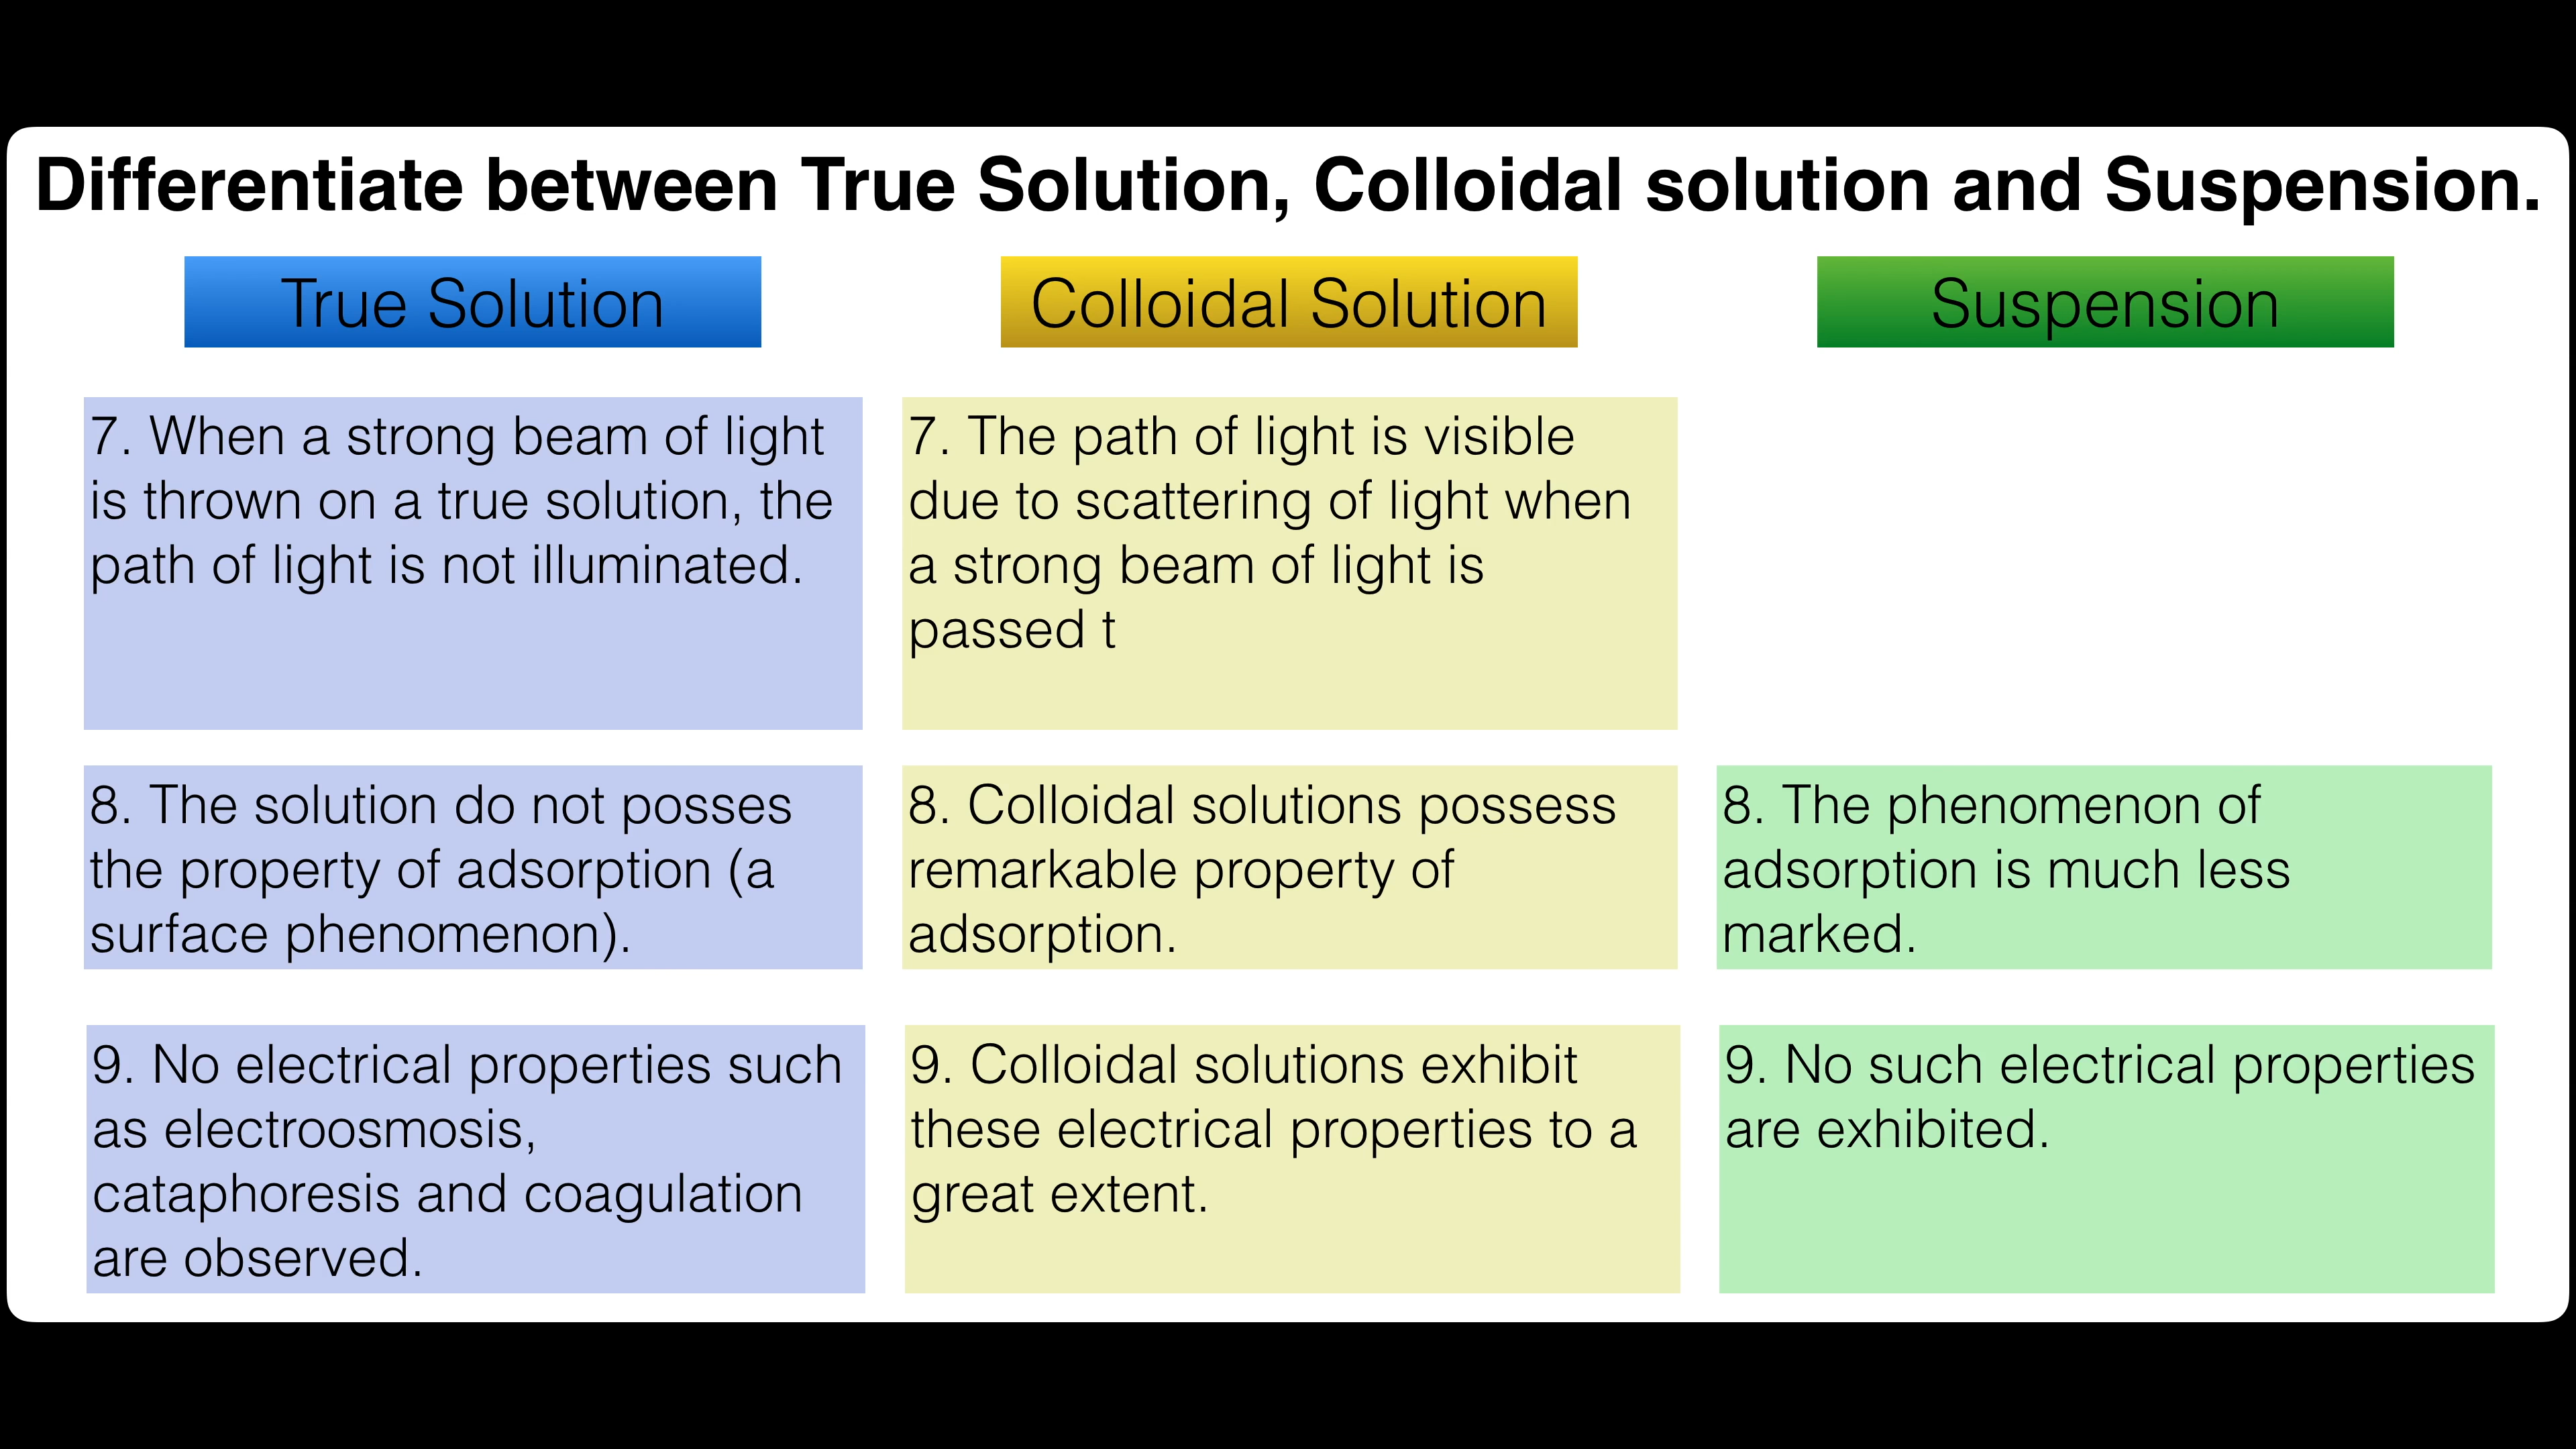 Differentiate between True Solution, Colloidal solution and Suspension.
True Solution
Colloidal Solution
Suspension
7. When a strong beam of light
is thrown on a true solution, the
path of light is not illuminated.
7. The path of light is visible
due to scattering of light when
a strong beam of light is
passed t
8. The solution do not posses
the property of adsorption (a
surface phenomenon).
8. Colloidal solutions possess
remarkable property of
adsorption.
8. The phenomenon of
adsorption is much less
marked.
9. No electrical properties such
as electroosmosis,
cataphoresis and coagulation
are observed.
9. Colloidal solutions exhibit
these electrical properties to a
great extent.
9. No such electrical properties
are exhibited.